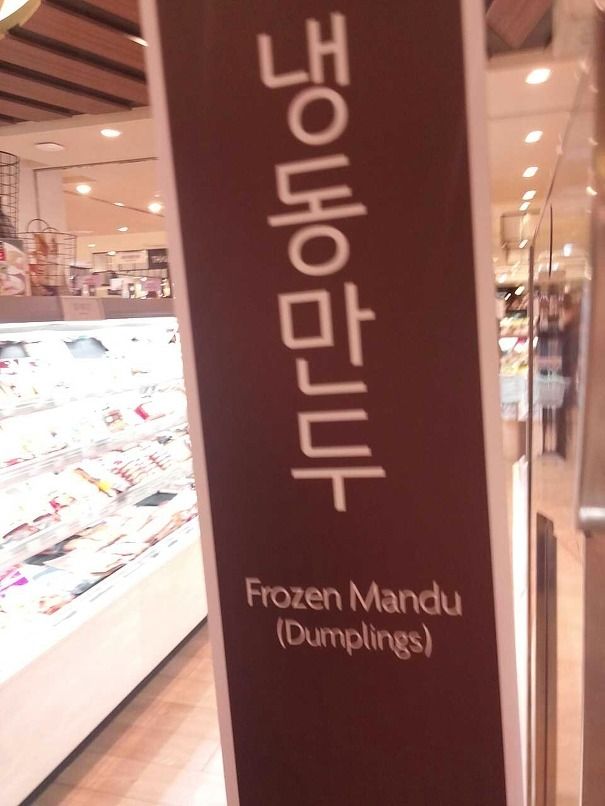 냉동만두
Frozen Mandu
(Dumplings)